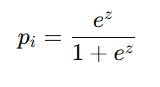 p_i = \frac{e^z}{1 + e^z}